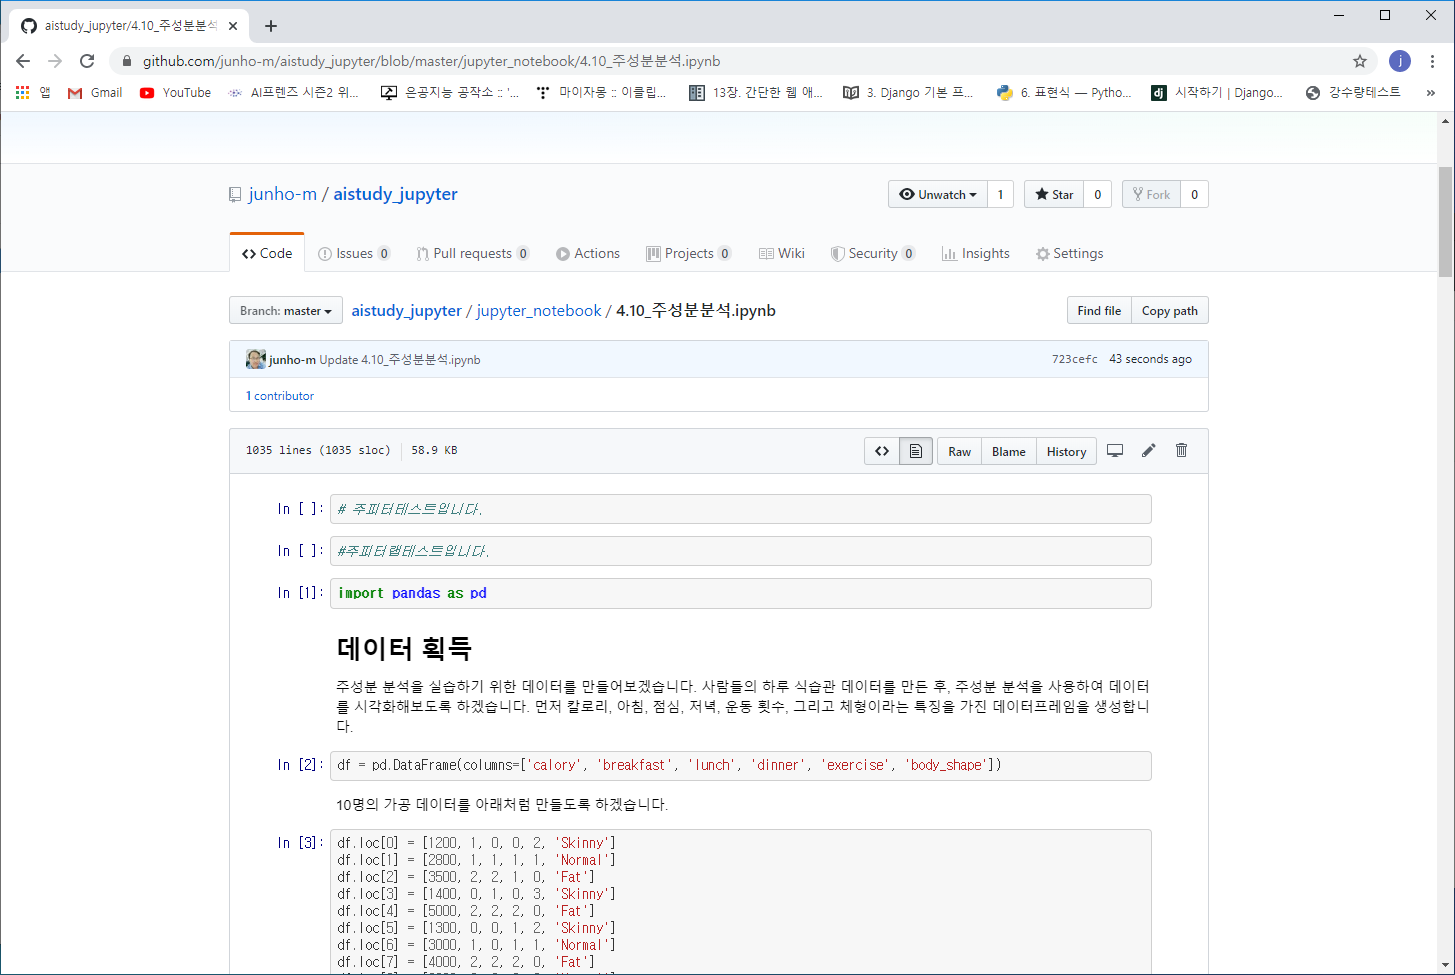 aistudy_jupyter/4.10_주성분분석
github.com/junho-m/aistudy_jupyter/blob/master/jupyter_notebook/4.10_주성분분석.ipynb
j
앱 Gmail YouTube AI프렌즈 시즌2 위... 은공지능 공작소 :: '... 마이자몽 :: 이클립... 13장. 간단한 웹 애... 3. Django 기본 프... 6. 표현식 — Pytho... dj 시작하기 | Django... 강수량테스트 »
junho-m / aistudy_jupyter
Unwatch 1 Star 0 Fork 0
Code Issues 0 Pull requests 0 Actions Projects 0 Wiki Security 0 Insights Settings
Branch: master aistudy_jupyter / jupyter_notebook / 4.10_주성분분석.ipynb Find file Copy path
junho-m Update 4.10_주성분분석.ipynb 723cefc 43 seconds ago
1 contributor
1035 lines (1035 sloc) 58.9 KB <> Raw Blame History
In [ ]: # 주피터테스트입니다.
In [ ]: #주피터랩테스트입니다.
In [1]: import pandas as pd
데이터 획득
주성분 분석을 실습하기 위한 데이터를 만들어보겠습니다. 사람들의 하루 식습관 데이터를 만든 후, 주성분 분석을 사용하여 데이터
를 시각화해보도록 하겠습니다. 먼저 칼로리, 아침, 점심, 저녁, 운동 횟수, 그리고 체형이라는 특징을 가진 데이터프레임을 생성합니
다.
In [2]: df = pd.DataFrame(columns=['calory', 'breakfast', 'lunch', 'dinner', 'exercise', 'body_shape'])
10명의 가공 데이터를 아래처럼 만들도록 하겠습니다.
In [3]: df.loc[0] = [1200, 1, 0, 0, 2, 'Skinny']
df.loc[1] = [2800, 1, 1, 1, 1, 'Normal']
df.loc[2] = [3500, 2, 2, 1, 0, 'Fat']
df.loc[3] = [1400, 0, 1, 0, 3, 'Skinny']
df.loc[4] = [5000, 2, 2, 2, 0, 'Fat']
df.loc[5] = [1300, 0, 0, 1, 2, 'Skinny']
df.loc[6] = [3000, 1, 0, 1, 1, 'Normal']
df.loc[7] = [4000, 2, 2, 2, 0, 'Fat']